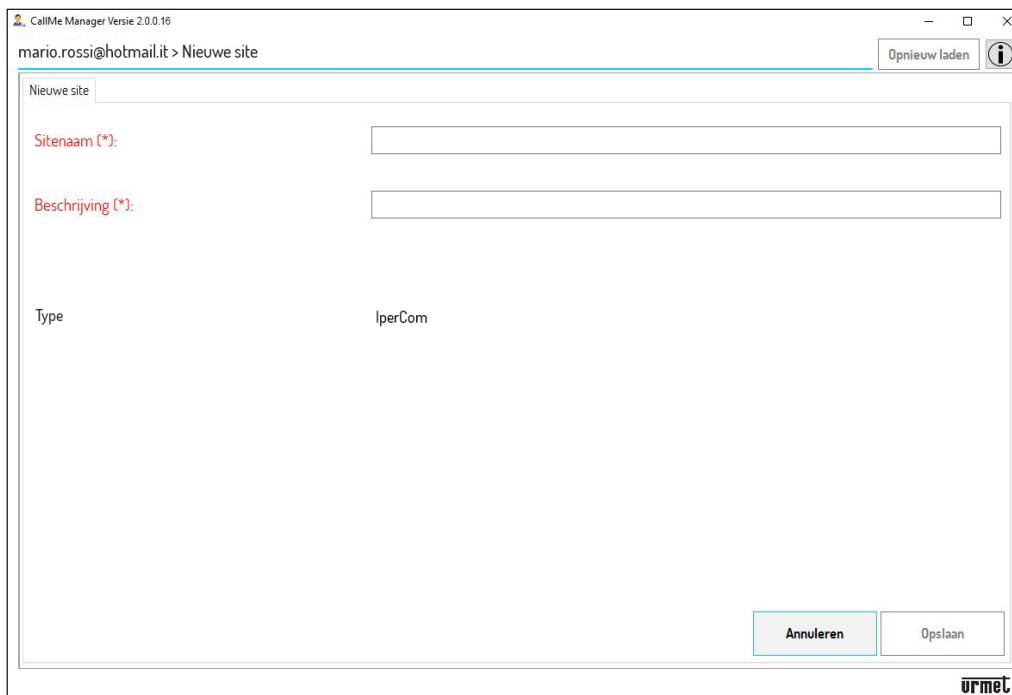 CallMe Manager Versie 2.0.0.16
mario.rossi@hotmail.it > Nieuwe site
Opnieuw laden
Nieuwe site
Sitenaam (*):
Beschrijving (*):
Type
IperCom
Annuleren
Opslaan
urmet